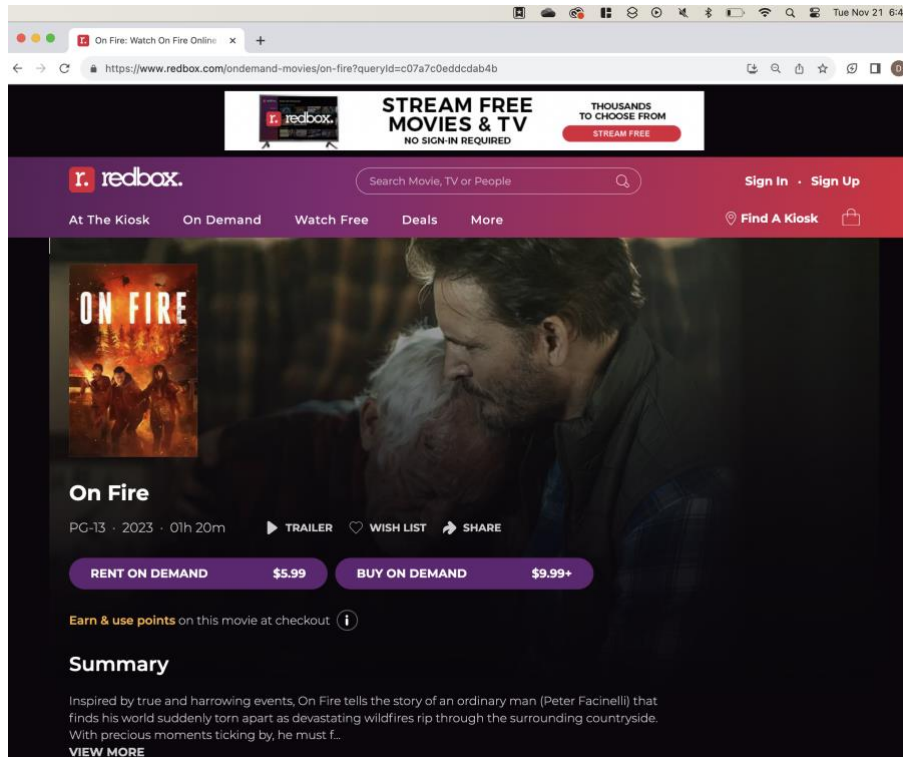 Tue Nov 21 6:4
On Fire: Watch On Fire Online
https://www.redbox.com/ondemand-movies/on-fire?queryId=c07a7c0eddcdab4b
r. redbox.
STREAM FREE
MOVIES & TV
NO SIGN-IN REQUIRED
THOUSANDS
TO CHOOSE FROM
STREAM FREE
r. redbox.
Search Movie, TV or People
Sign In · Sign Up
At The Kiosk On Demand Watch Free Deals More
Find A Kiosk
ON FIRE
On Fire
PG-13 · 2023 · 01h 20m TRAILER WISH LIST SHARE
RENT ON DEMAND $5.99 BUY ON DEMAND $9.99+
Earn & use points on this movie at checkout i
Summary
Inspired by true and harrowing events, On Fire tells the story of an ordinary man (Peter Facinelli) that
finds his world suddenly torn apart as devastating wildfires rip through the surrounding countryside.
With precious moments ticking by, he must f...
VIEW MORE